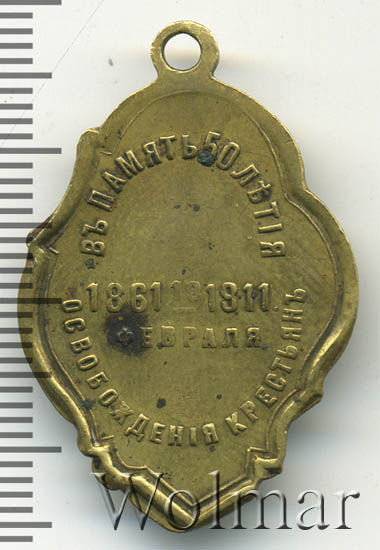 ВЪ ПАМЯТЬ 50 ЛѢТІЯ
1861 19 1911.
ФЕВРАЛЯ
ОСВОБОЖДЕНІЯ КРЕСТЬЯНЪ
Wolmar